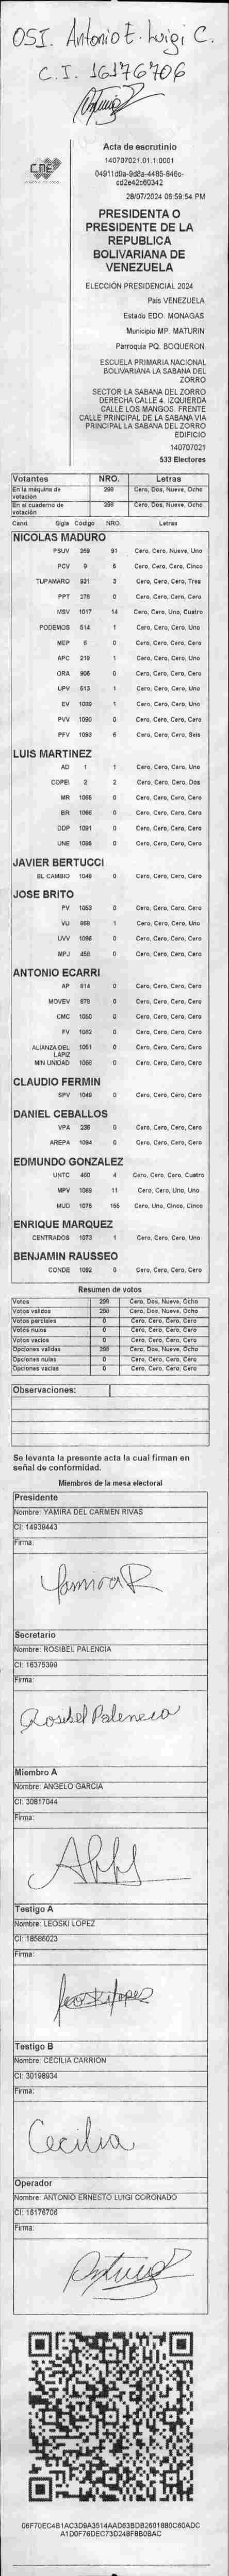 OSI. Antonio E. Luigi C.
C.I. 16176706
CNE
Acta de escrutinio
140707021.01.1.0001
04911d9a-9d8a-4485-846c-
cd2e42c60342
28/07/2024 06:59:54 PM
PRESIDENTA O
PRESIDENTE DE LA
REPUBLICA
BOLIVARIANA DE
VENEZUELA
ELECCIÓN PRESIDENCIAL 2024
País VENEZUELA
Estado EDO. MONAGAS
Municipio MP. MATURIN
Parroquia PQ. BOQUERON
ESCUELA PRIMARIA NACIONAL
BOLIVARIANA LA SABANA DEL
ZORRO
SECTOR LA SABANA DEL ZORRO
DERECHA CALLE 4. IZQUIERDA
CALLE LOS MANGOS. FRENTE
CALLE PRINCIPAL DE LA SABANA VIA
PRINCIPAL LA SABANA DEL ZORRO
EDIFICIO
140707021
533 Electores
Votantes NRO. Letras
En la máquina de votación 298 Cero, Dos, Nueve, Ocho
En el cuaderno de votación 298 Cero, Dos, Nueve, Ocho
Cand. Sigla Código NRO. Letras
NICOLAS MADURO
PSUV 269 91 Cero, Cero, Nueve, Uno
PCV 9 5 Cero, Cero, Cero, Cinco
TUPAMARO 921 3 Cero, Cero, Cero, Tres
PPT 276 0 Cero, Cero, Cero, Cero
MSV 1017 14 Cero, Cero, Uno, Cuatro
PODEMOS 514 1 Cero, Cero, Cero, Uno
MEP 6 0 Cero, Cero, Cero, Cero
APC 219 1 Cero, Cero, Cero, Uno
ORA 906 0 Cero, Cero, Cero, Cero
UPV 613 1 Cero, Cero, Cero, Uno
EV 1089 1 Cero, Cero, Cero, Uno
PVV 1090 0 Cero, Cero, Cero, Cero
PFV 1093 6 Cero, Cero, Cero, Seis
LUIS MARTINEZ
AD 1 1 Cero, Cero, Cero, Uno
COPEI 2 2 Cero, Cero, Cero, Dos
MR 1065 0 Cero, Cero, Cero, Cero
BR 1066 0 Cero, Cero, Cero, Cero
DDP 1091 0 Cero, Cero, Cero, Cero
UNE 1096 0 Cero, Cero, Cero, Cero
JAVIER BERTUCCI
EL CAMBIO 1049 0 Cero, Cero, Cero, Cero
JOSE BRITO
PV 1053 0 Cero, Cero, Cero, Cero
VU 868 1 Cero, Cero, Cero, Uno
UVV 0 Cero, Cero, Cero, Cero
MPJ 458 0 Cero, Cero, Cero, Cero
ANTONIO ECARRI
AP 814 0 Cero, Cero, Cero, Cero
MOVEV 879 0 Cero, Cero, Cero, Cero
CMC 1050 0 Cero, Cero, Cero, Cero
FV 1062 0 Cero, Cero, Cero, Cero
ALIANZA DEL LAPIZ 1051 0 Cero, Cero, Cero, Cero
MIN UNIDAD 1058 0 Cero, Cero, Cero, Cero
CLAUDIO FERMIN
SPV 1048 0 Cero, Cero, Cero, Cero
DANIEL CEBALLOS
VPA 236 0 Cero, Cero, Cero, Cero
AREPA 1094 0 Cero, Cero, Cero, Cero
EDMUNDO GONZALEZ
UNTC 460 4 Cero, Cero, Cero, Cuatro
MPV 1069 11 Cero, Cero, Uno, Uno
MUD 1075 155 Cero, Uno, Cinco, Cinco
ENRIQUE MARQUEZ
CENTRADOS 1073 1 Cero, Cero, Cero, Uno
BENJAMIN RAUSSEO
CONDE 1092 0 Cero, Cero, Cero, Cero
Resumen de votos
Votos 298 Cero, Dos, Nueve, Ocho
Votos válidos 298 Cero, Dos, Nueve, Ocho
Votos parciales 0 Cero, Cero, Cero, Cero
Votos nulos 0 Cero, Cero, Cero, Cero
Votos vacíos 0 Cero, Cero, Cero, Cero
Opciones válidas 298 Cero, Dos, Nueve, Ocho
Opciones nulas 0 Cero, Cero, Cero, Cero
Opciones vacías 0 Cero, Cero, Cero, Cero
Observaciones:
Se levanta la presente acta la cual firman en
señal de conformidad.
Miembros de la mesa electoral
Presidente
Nombre: YAMIRA DEL CARMEN RIVAS
CI: 14939443
Firma:
Yamira R
Secretario
Nombre: ROSIBEL PALENCIA
CI: 16375399
Firma:
Rosibel Palencia
Miembro A
Nombre: ANGELO GARCIA
CI: 30817044
Firma:
Testigo A
Nombre: LEOSKI LOPEZ
CI: 18586023
Firma:
Leoski Lopez
Testigo B
Nombre: CECILIA CARRION
CI: 30198934
Firma:
Cecilia
Operador
Nombre: ANTONIO ERNESTO LUIGI CORONADO
CI: 16176706
Firma:
06F70EC4B1AC3D9A3514AAD63BDB2601880C60ADC
A1D0F76DEC73D24BF8B0BAC